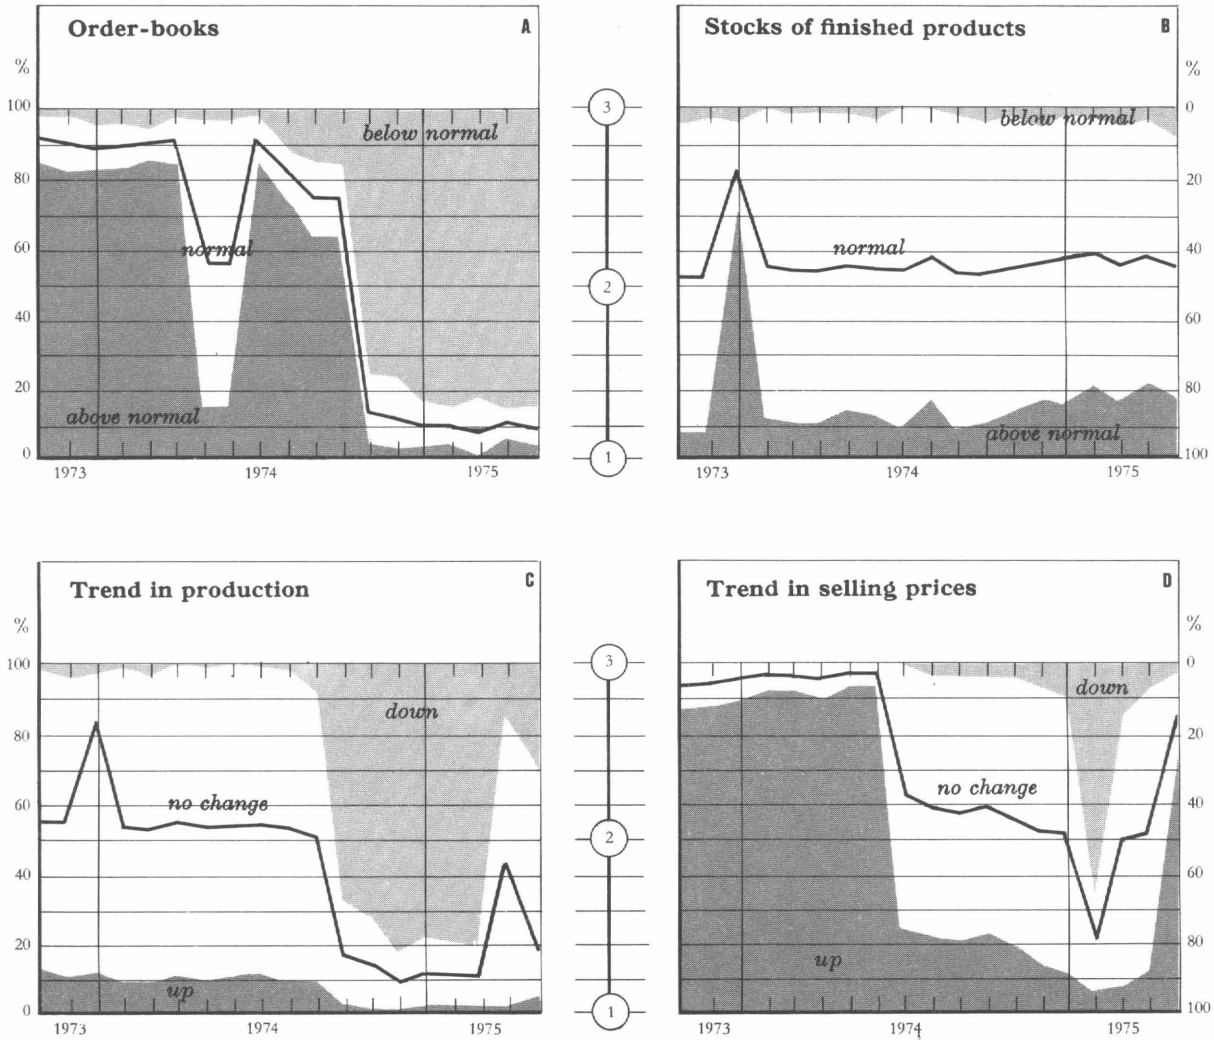 Order-books A
Stocks of finished products B
%
%
100
80
60
40
20
0
below normal
normal
above normal
1973 1974 1975
3
2
1
below normal
normal
above normal
0
20
40
60
80
100
1973 1974 1975
Trend in production C
Trend in selling prices D
%
%
100
80
60
40
20
0
down
no change
up
1973 1974 1975
3
2
1
down
no change
up
0
20
40
60
80
100
1973 1974 1975